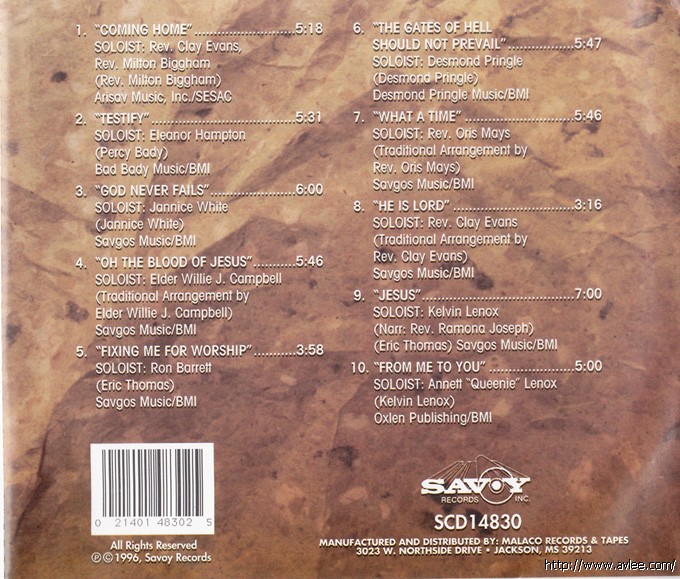 1. "COMING HOME"..................5:18
SOLOIST: Rev. Clay Evans,
Rev. Milton Biggham
(Rev. Milton Biggham)
Arisav Music, Inc./SESAC
2. "TESTIFY"..........................5:31
SOLOIST: Eleanor Hampton
(Percy Bady)
Bad Body Music/BMI
3. "GOD NEVER FAILS"................6:00
SOLOIST: Jannice White
(Jannice White)
Savgos Music/BMI
4. "OH THE BLOOD OF JESUS"..........5:46
SOLOIST: Elder Willie J. Campbell
(Traditional Arrangement by
Elder Willie J. Campbell)
Savgos Music/BMI
5. "FIXING ME FOR WORSHIP"..........3:58
SOLOIST: Ron Barrett
(Eric Thomas)
Savgos Music/BMI
6. "THE GATES OF HELL
SHOULD NOT PREVAIL"................5:47
SOLOIST: Desmond Pringle
(Desmond Pringle)
Desmond Pringle Music/BMI
7. "WHAT A TIME"......................5:46
SOLOIST: Rev. Oris Mays
(Traditional Arrangement by
Rev. Oris Mays)
Savgos Music/BMI
8. "HE IS LORD".........................3:16
SOLOIST: Rev. Clay Evans
(Traditional Arrangement by
Rev. Clay Evans)
Savgos Music/BMI
9. "JESUS"................................7:00
SOLOIST: Kelvin Lenox
(Narr: Rev. Ramona Joseph)
(Eric Thomas) Savgos Music/BMI
10. "FROM ME TO YOU"....................5:00
SOLOIST: Annett "Queenie" Lenox
(Kelvin Lenox)
Oxlen Publishing/BMI
0 21401 48302 5
All Rights Reserved
℗© 1996, Savoy Records
SAVOY
RECORDS INC.
SCD14830
MANUFACTURED AND DISTRIBUTED BY: MALACO RECORDS & TAPES
3023 W. NORTHSIDE DRIVE • JACKSON, MS 39213
http://www.avlee.com/